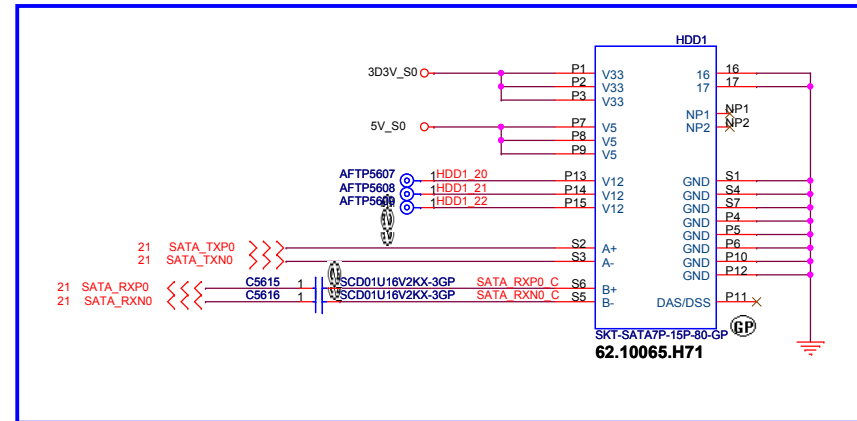 HDD1
3D3V_S0 P1 V33 16 16
P2 V33 17 17
P3 V33
NP1 NP1
5V_S0 P7 V5 NP2 NP2
P8 V5
P9 V5
AFTP5607 1 HDD1_20 P13 V12 GND S1
AFTP5608 1 HDD1_21 P14 V12 GND S4
AFTP5609 1 HDD1_22 P15 V12 GND S7
GND P4
GND P5
21 SATA_TXP0 S2 A+ GND P6
21 SATA_TXN0 S3 A- GND P10
GND P12
21 SATA_RXP0 C5615 1 SCD01U16V2KX-3GP SATA_RXP0_C S6 B+
21 SATA_RXN0 C5616 1 SCD01U16V2KX-3GP SATA_RXN0_C S5 B- DAS/DSS P11
GP
SKT-SATA7P-15P-80-GP
62.10065.H71